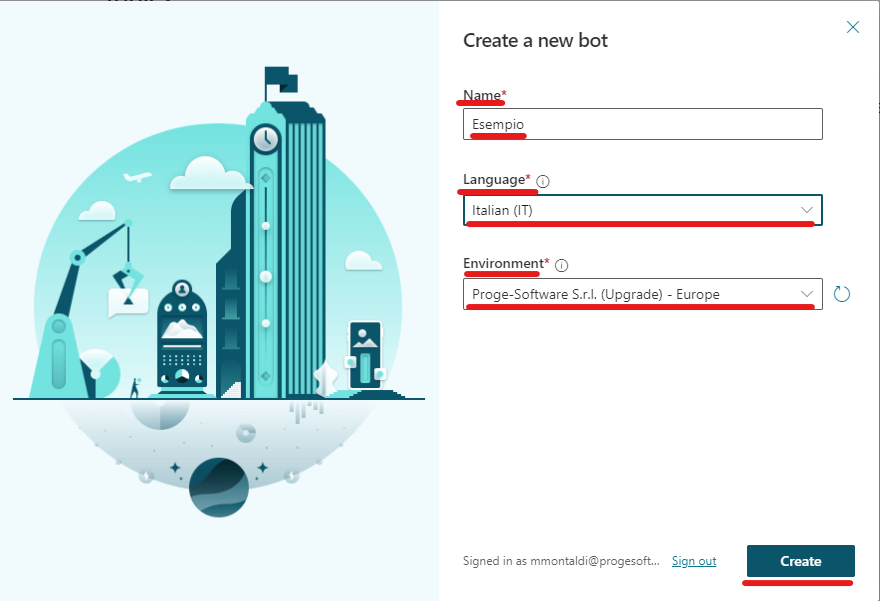 Create a new bot
Name*
Esempio
Language*
Italian (IT)
Environment*
Proge-Software S.r.l. (Upgrade) - Europe
Signed in as mmontaldi@progesoft... Sign out
Create